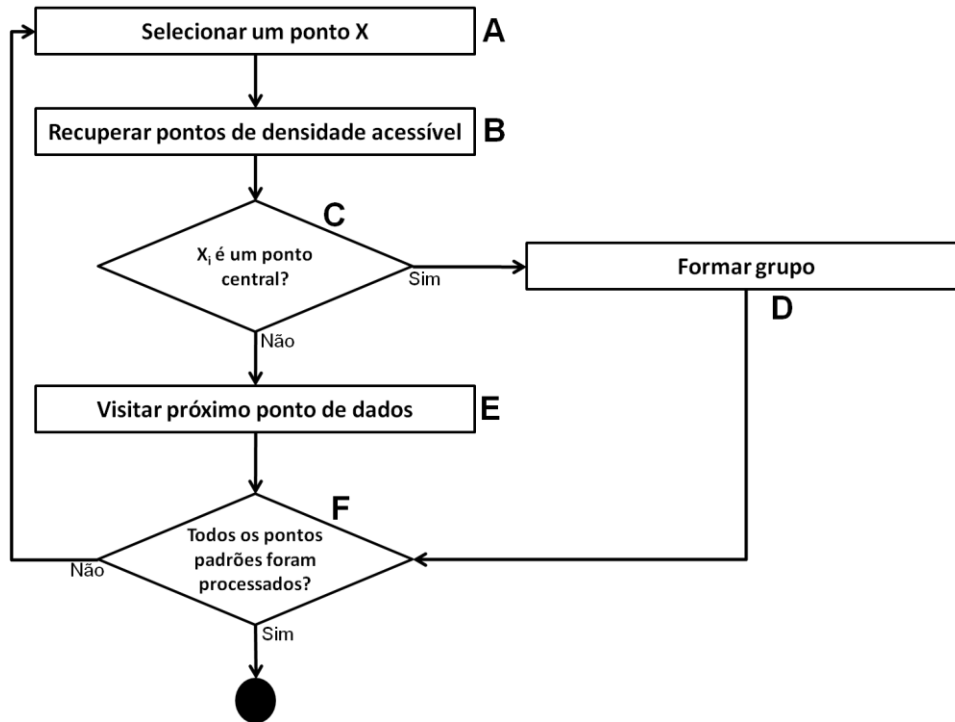 Selecionar um ponto X
A
Recuperar pontos de densidade acessível
B
C
Xᵢ é um ponto
central?
Sim
Não
Formar grupo
D
Visitar próximo ponto de dados
E
F
Todos os pontos
padrões foram
processados?
Não
Sim